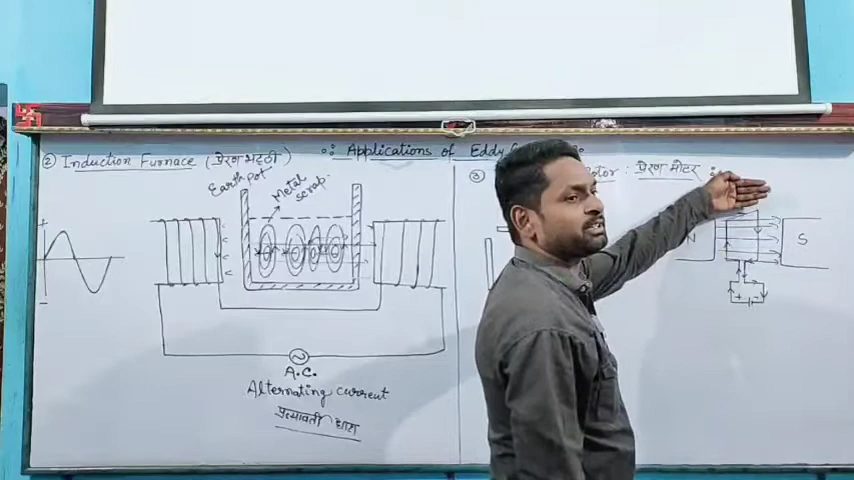 Applications of Eddy
② Induction Furnace (प्रेरण भट्टी)
Earth pot
Metal scrap
+
−
A.C.
Alternating current
प्रत्यावर्ती धारा
③ otor : प्रेरण मोटर :
N
S
+ −